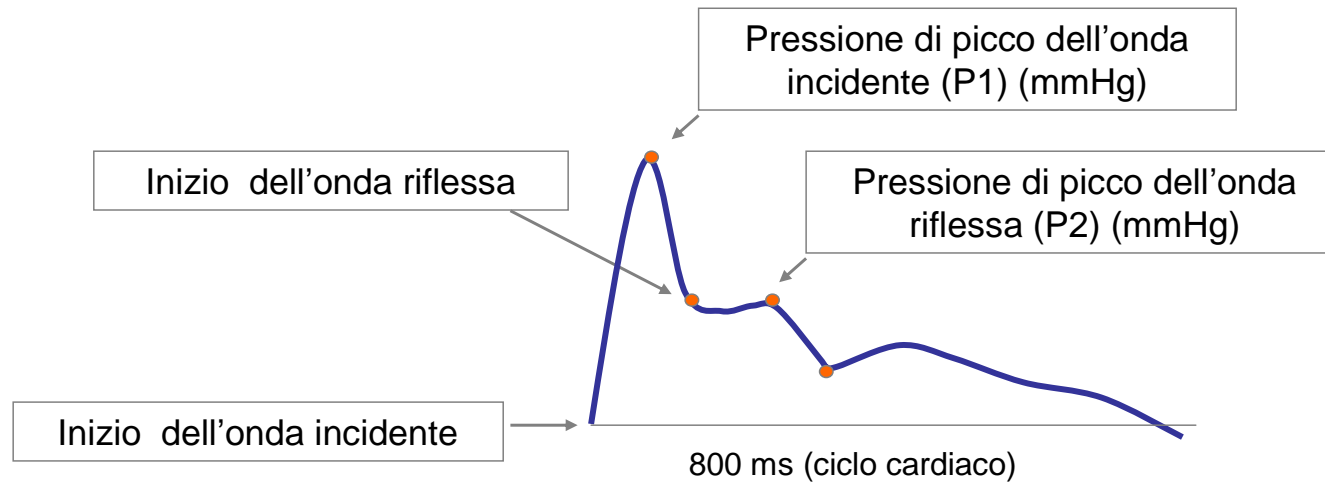 Pressione di picco dell’onda
incidente (P1) (mmHg)
Inizio  dell’onda riflessa
Pressione di picco dell’onda
riflessa (P2) (mmHg)
Inizio  dell’onda incidente
800 ms (ciclo cardiaco)